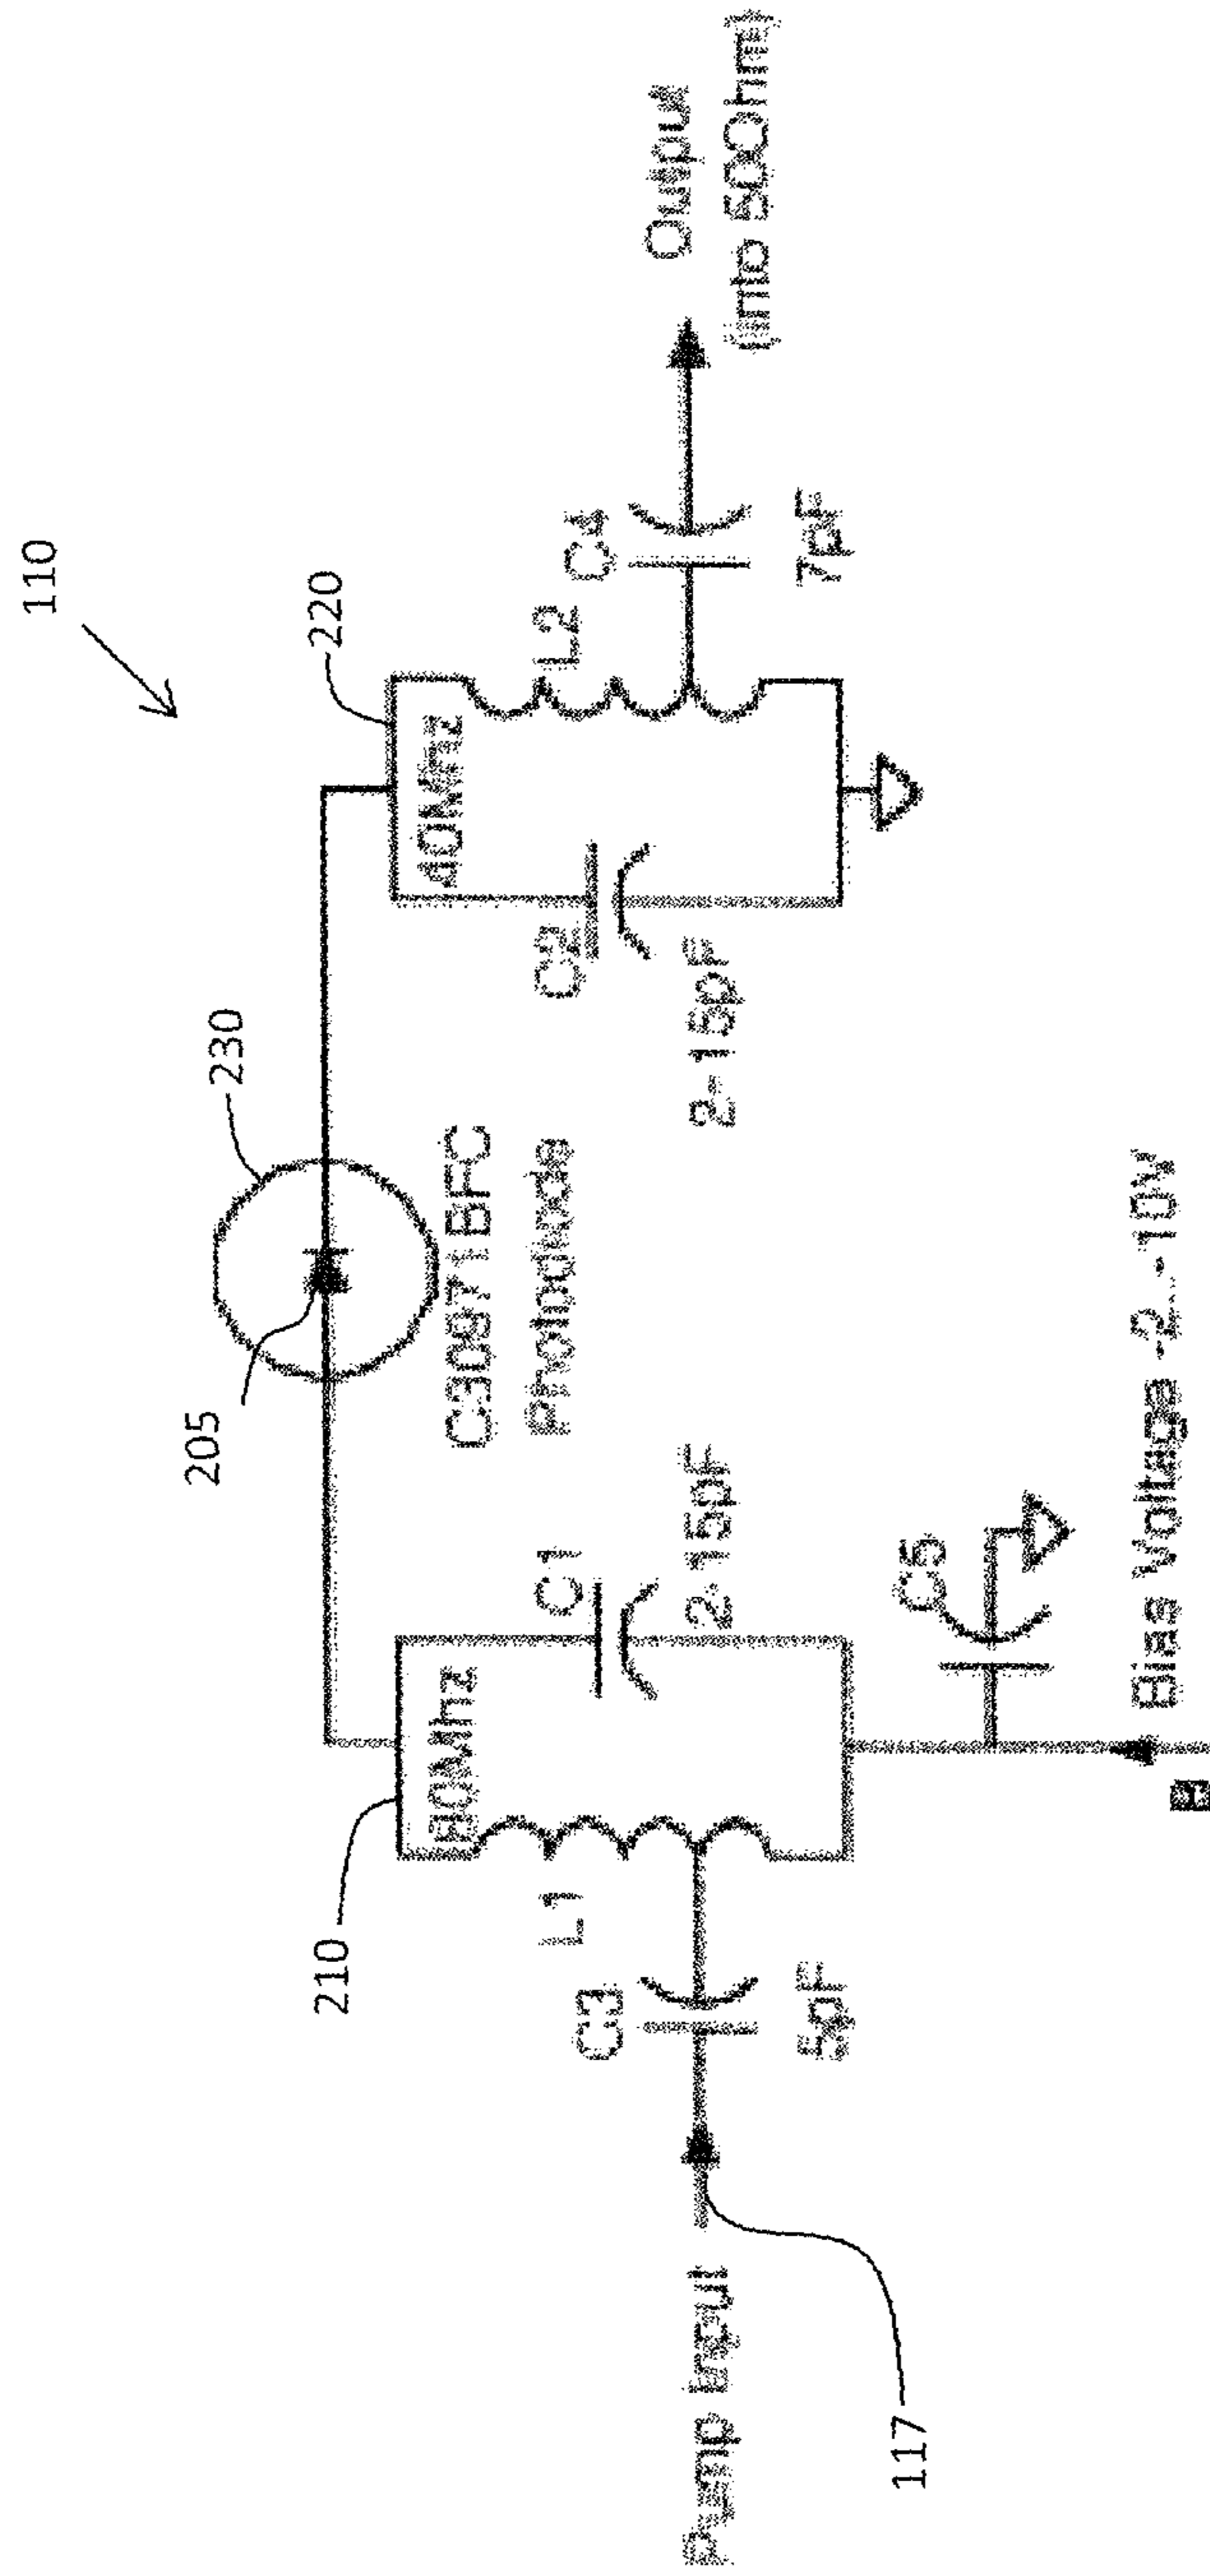 110
230
220
205
210
C30971BFC
Photodiode
80Mhz
40Mhz
L1
C1
C2
L2
C3
C4
Output
(into 50Ohm)
5pF
2-15pF
2-15pF
7pF
Pump Input
117
C5
Bias Voltage -2...-10V